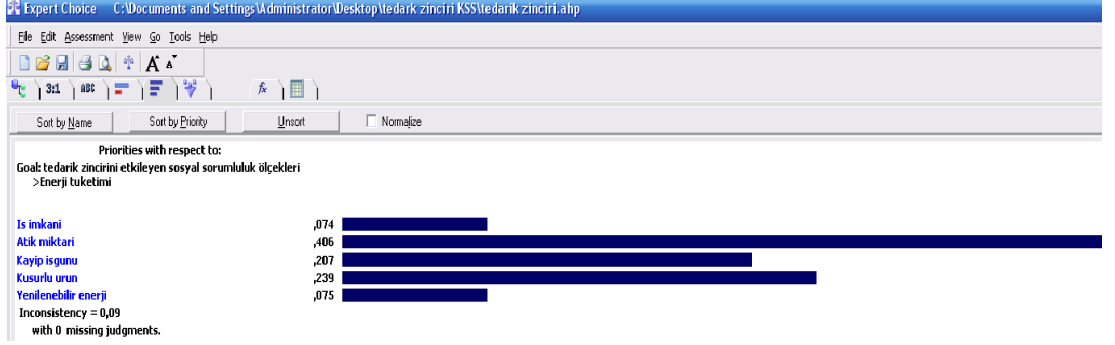 Expert Choice C:\Documents and Settings\Administrator\Desktop\tedark zinciri KSS\tedarik zinciri.ahp
File Edit Assessment View Go Tools Help
A A
3:1 ABC fx
Sort by Name Sort by Priority Unsort Normalize
Priorities with respect to:
Goal: tedarik zincirini etkileyen sosyal sorumluluk ölçekleri
>Enerji tuketimi
Is imkani ,074
Atik miktari ,406
Kayip isgunu ,207
Kusurlu urun ,239
Yenilenebilir enerji ,075
Inconsistency = 0,09
with 0 missing judgments.